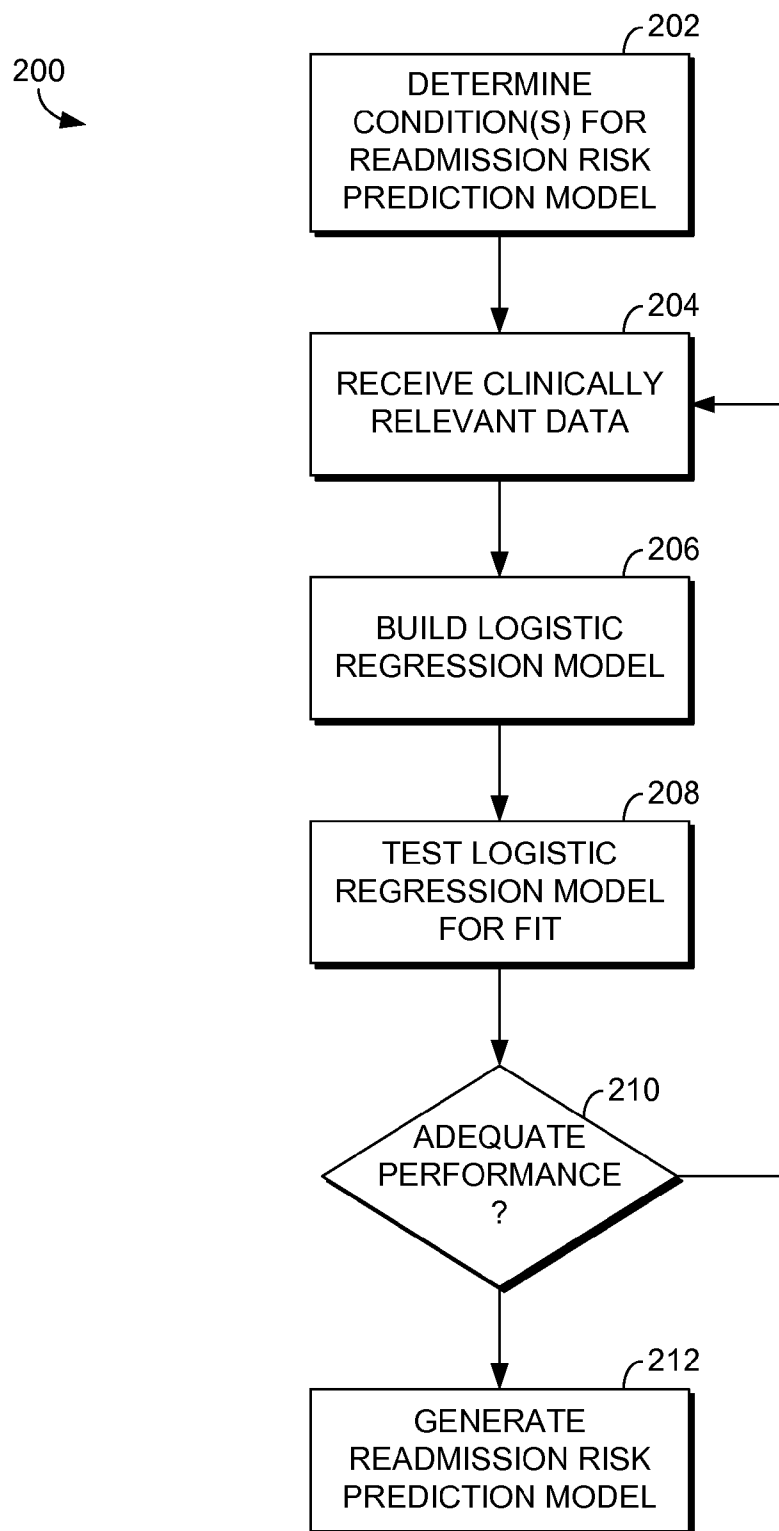 200
202
DETERMINE
CONDITION(S) FOR
READMISSION RISK
PREDICTION MODEL
204
RECEIVE CLINICALLY
RELEVANT DATA
206
BUILD LOGISTIC
REGRESSION MODEL
208
TEST LOGISTIC
REGRESSION MODEL
FOR FIT
210
ADEQUATE
PERFORMANCE
?
212
GENERATE
READMISSION RISK
PREDICTION MODEL